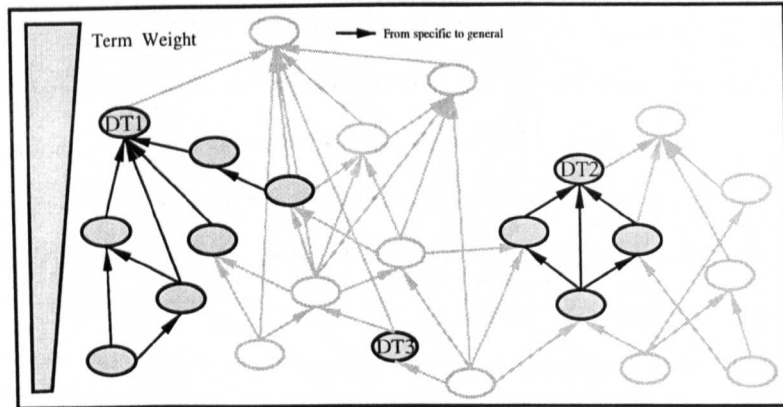 Term Weight
From specific to general
DT1
DT2
DT3